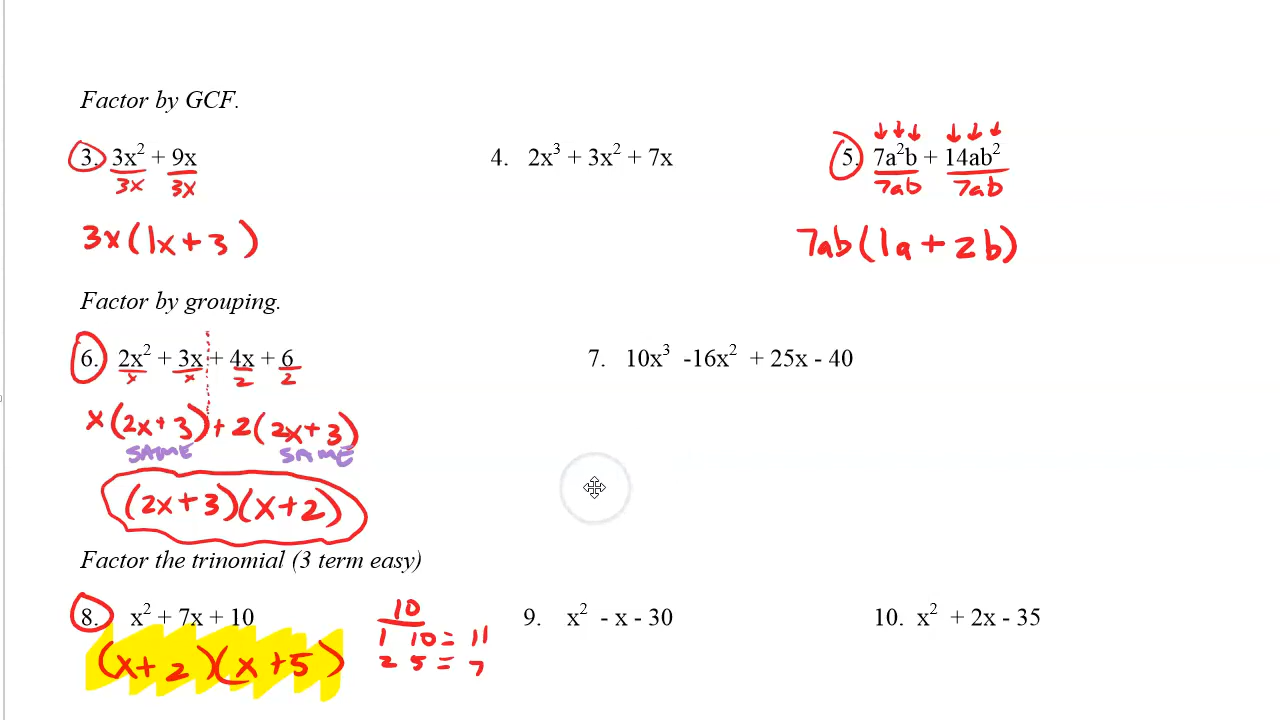 Factor by GCF.
3. 3x² + 9x
3x 3x
3x(1x+3)
4. 2x³ + 3x² + 7x
5. 7a²b + 14ab²
7ab 7ab
7ab(1a+2b)
Factor by grouping.
6. 2x² + 3x + 4x + 6
x x 2 2
x(2x+3)+2(2x+3)
SAME SAME
(2x+3)(x+2)
7. 10x³ -16x² + 25x - 40
Factor the trinomial (3 term easy)
8. x² + 7x + 10
(x+2)(x+5)
10
1 10 = 11
2 5 = 7
9. x² - x - 30
10. x² + 2x - 35